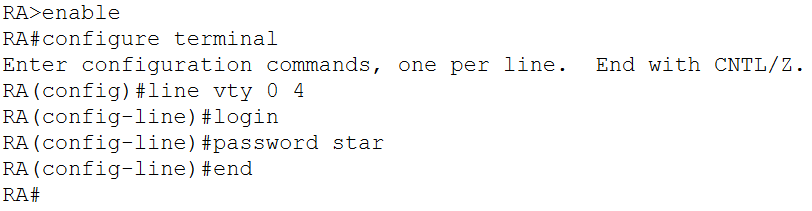 RA>enable
RA#configure terminal
Enter configuration commands, one per line.  End with CNTL/Z.
RA(config)#line vty 0 4
RA(config-line)#login
RA(config-line)#password star
RA(config-line)#end
RA#